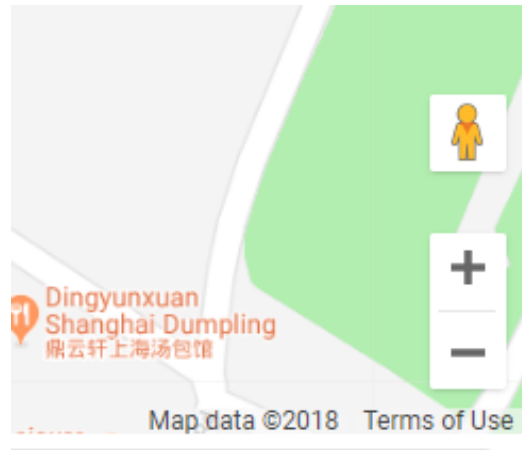 Dingyunxuan
Shanghai Dumpling
鼎云轩上海汤包馆
Map data ©2018 Terms of Use